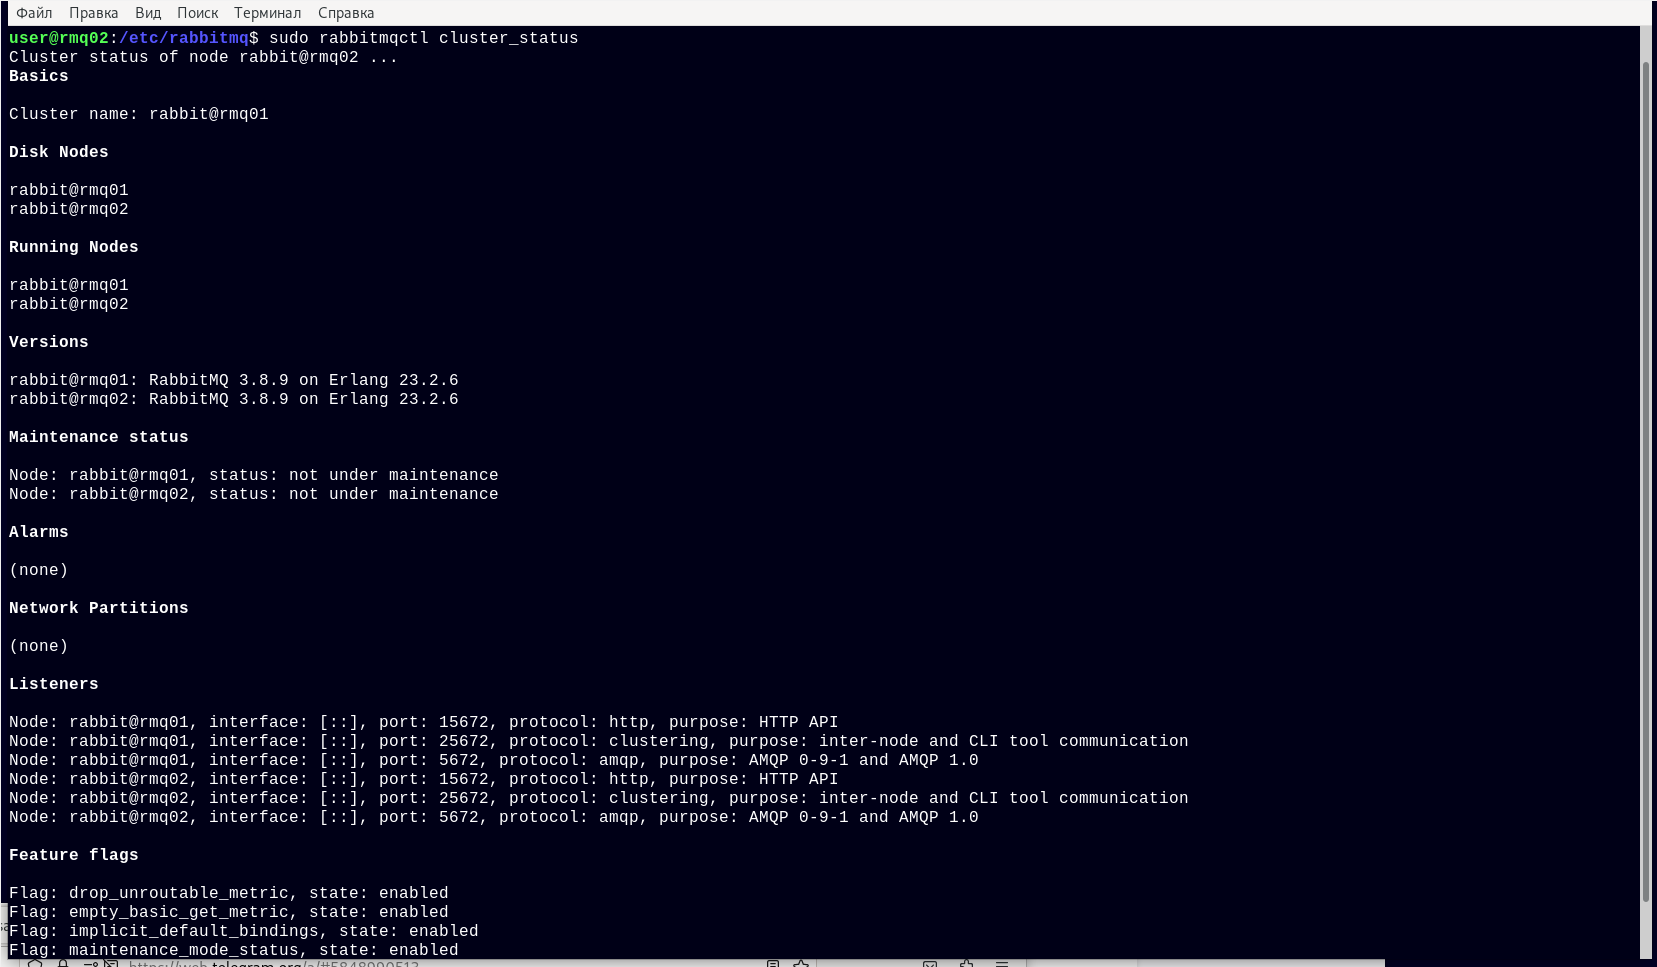 Файл Правка Вид Поиск Терминал Справка
user@rmq02:/etc/rabbitmq$ sudo rabbitmqctl cluster_status
Cluster status of node rabbit@rmq02 ...
Basics
Cluster name: rabbit@rmq01
Disk Nodes
rabbit@rmq01
rabbit@rmq02
Running Nodes
rabbit@rmq01
rabbit@rmq02
Versions
rabbit@rmq01: RabbitMQ 3.8.9 on Erlang 23.2.6
rabbit@rmq02: RabbitMQ 3.8.9 on Erlang 23.2.6
Maintenance status
Node: rabbit@rmq01, status: not under maintenance
Node: rabbit@rmq02, status: not under maintenance
Alarms
(none)
Network Partitions
(none)
Listeners
Node: rabbit@rmq01, interface: [::], port: 15672, protocol: http, purpose: HTTP API
Node: rabbit@rmq01, interface: [::], port: 25672, protocol: clustering, purpose: inter-node and CLI tool communication
Node: rabbit@rmq01, interface: [::], port: 5672, protocol: amqp, purpose: AMQP 0-9-1 and AMQP 1.0
Node: rabbit@rmq02, interface: [::], port: 15672, protocol: http, purpose: HTTP API
Node: rabbit@rmq02, interface: [::], port: 25672, protocol: clustering, purpose: inter-node and CLI tool communication
Node: rabbit@rmq02, interface: [::], port: 5672, protocol: amqp, purpose: AMQP 0-9-1 and AMQP 1.0
Feature flags
Flag: drop_unroutable_metric, state: enabled
Flag: empty_basic_get_metric, state: enabled
Flag: implicit_default_bindings, state: enabled
Flag: maintenance_mode_status, state: enabled